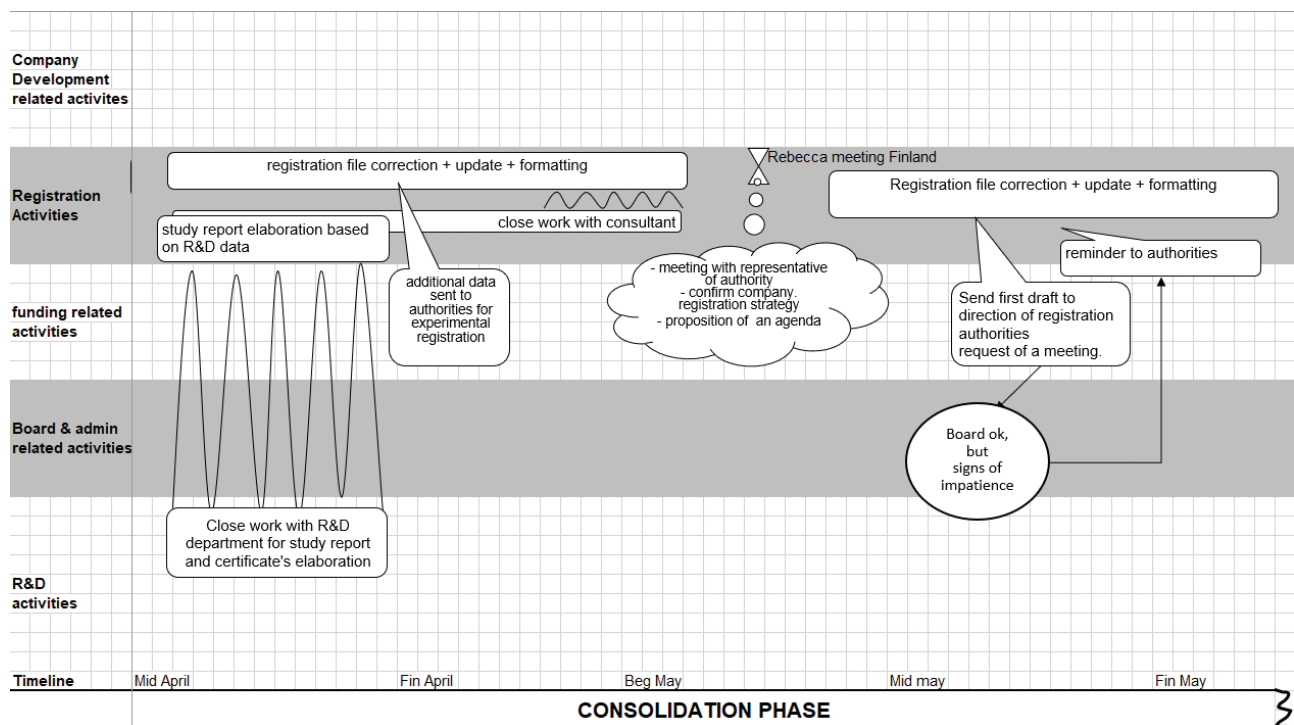 Company
Development
related activites
Registration
Activities
registration file correction + update + formatting
close work with consultant
study report elaboration based
on R&D data
additional data
sent to
authorities for
experimental
registration
Rebecca meeting Finland
- meeting with representative
of authority
- confirm company.
registration strategy
- proposition of an agenda
Registration file correction + update + formatting
reminder to authorities
Send first draft to
direction of registration
authorities
request of a meeting.
funding related
activities
Board & admin
related activities
Board ok,
but
signs of
impatience
Close work with R&D
department for study report
and certificate's elaboration
R&D
activities
Timeline
Mid April
Fin April
Beg May
Mid may
Fin May
CONSOLIDATION PHASE